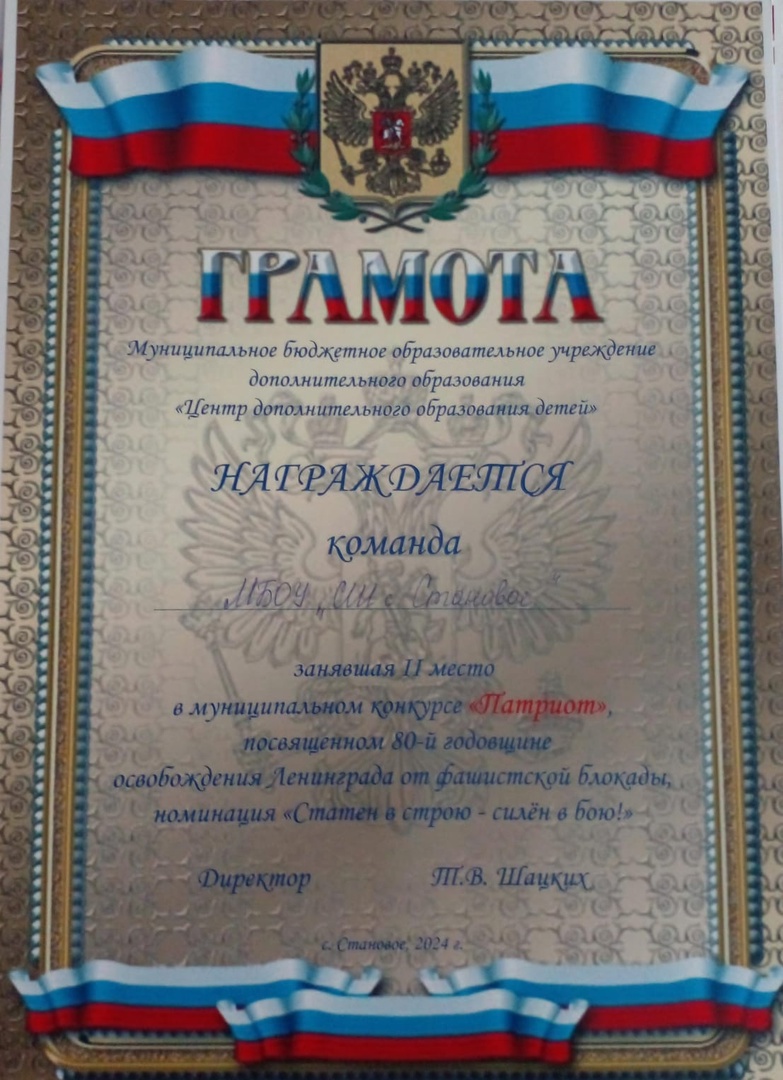 ГРАМОТА
Муниципальное бюджетное образовательное учреждение
дополнительного образования
«Центр дополнительного образования детей»
НАГРАЖДАЕТСЯ
команда
МБОУ „СШ с. Становое"
занявшая II место
в муниципальном конкурсе «Патриот»,
посвященном 80-й годовщине
освобождения Ленинграда от фашистской блокады,
номинация «Статен в строю - силён в бою!»
Директор Т.В. Шацких
с. Становое, 2024 г.